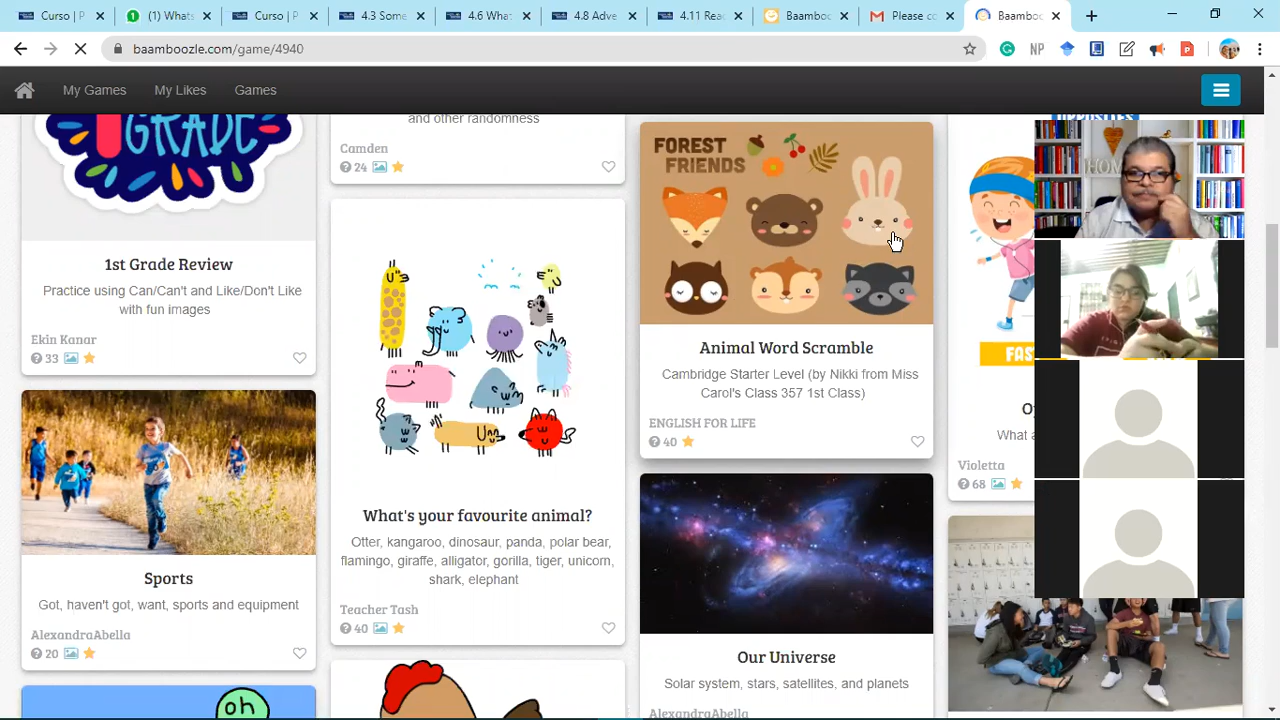 Curso | P
(1) Whats
Curso | P
4.3 Some
4.6 What
4.8 Adve
4.11 Rea
Baambo
Please co
Baambo
baamboozle.com/game/4940
NP
My Games
My Likes
Games
GRADE
1st Grade Review
Practice using Can/Can't and Like/Don't Like
with fun images
Ekin Kanar
33
Sports
Got, haven't got, want, sports and equipment
AlexandraAbella
20
oh
and other randomness
Camden
24
What's your favourite animal?
Otter, kangaroo, dinosaur, panda, polar bear,
flamingo, giraffe, alligator, gorilla, tiger, unicorn,
shark, elephant
Teacher Tash
40
FOREST
FRIENDS
Animal Word Scramble
Cambridge Starter Level (by Nikki from Miss
Carol's Class 357 1st Class)
ENGLISH FOR LIFE
40
Our Universe
Solar system, stars, satellites, and planets
AlexandraAbella
HOM
FAS
What a
Violetta
68